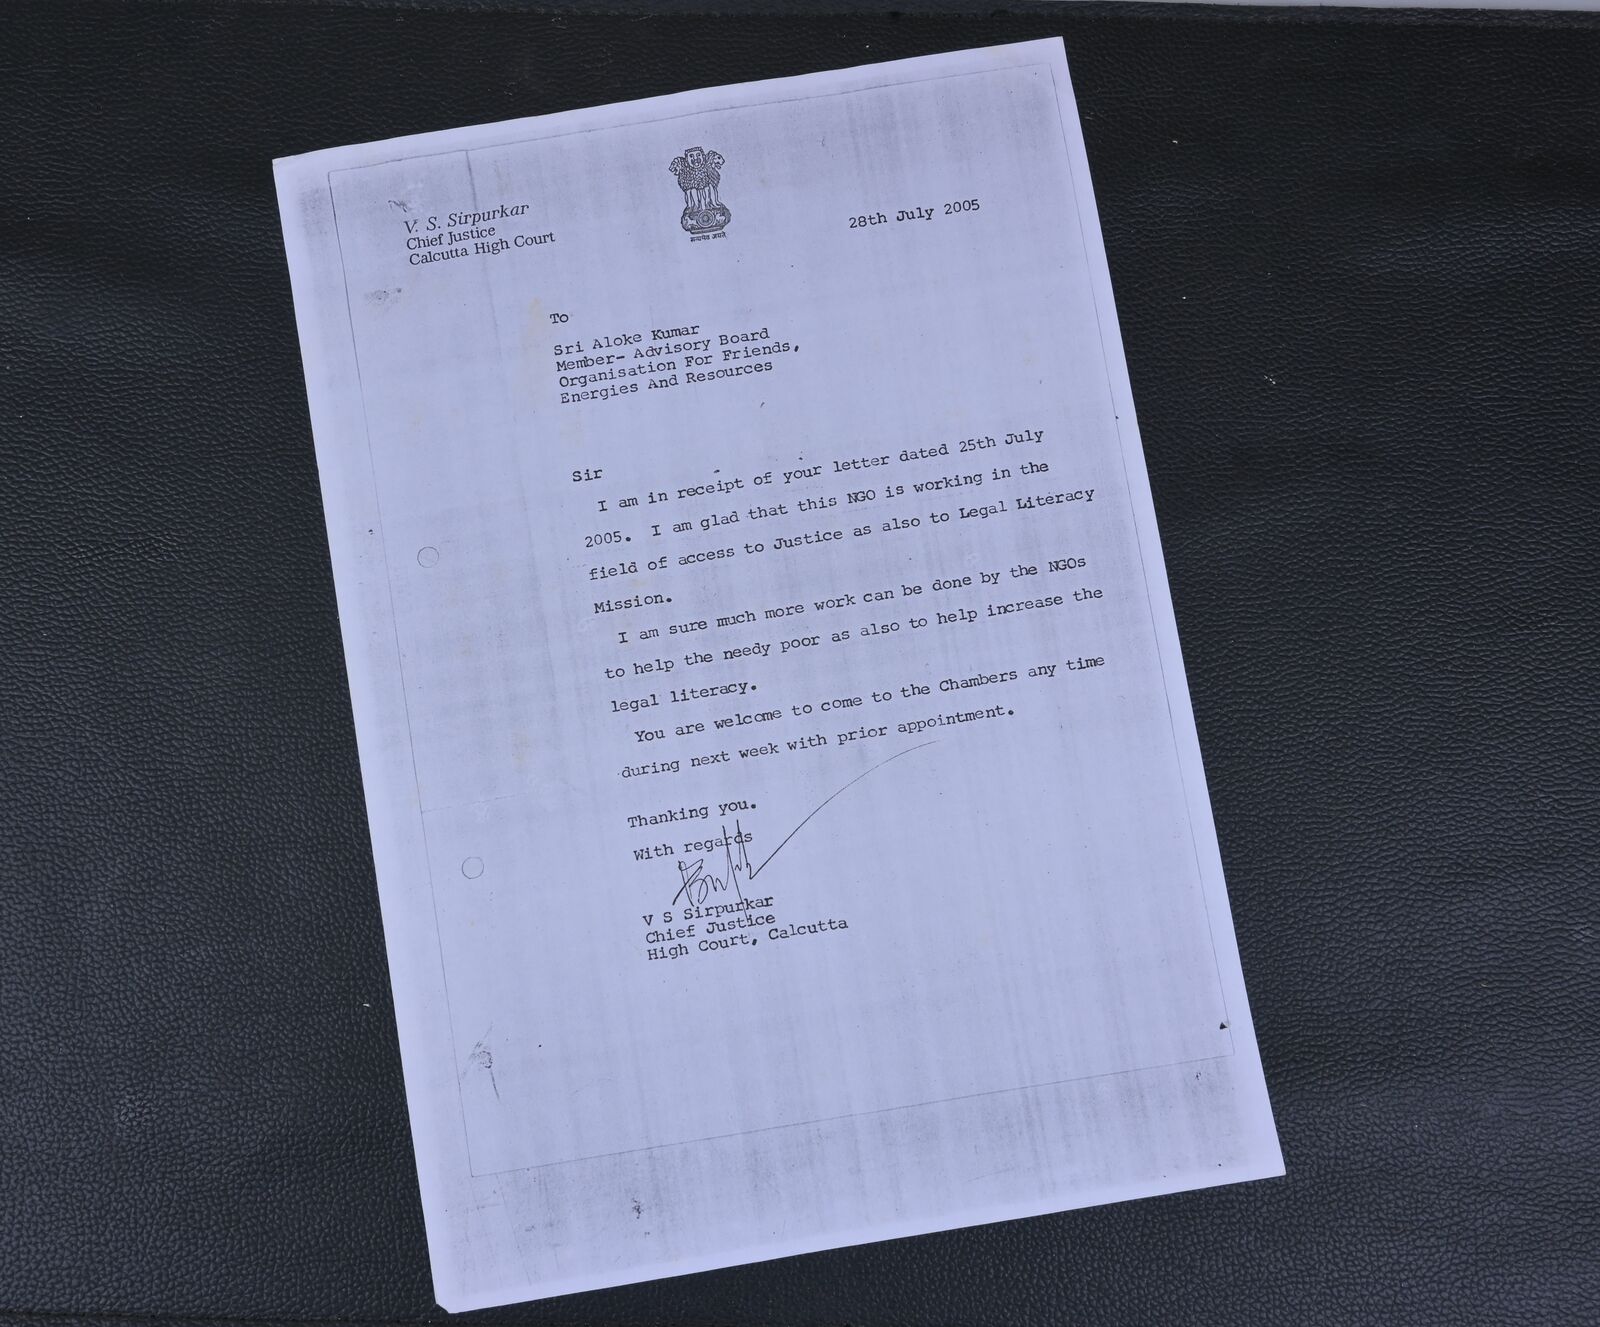 V. S. Sirpurkar
Chief Justice
Calcutta High Court
सत्यमेव जयते
28th July 2005
To
Sri Aloke Kumar
Member- Advisory Board
Organisation For Friends,
Energies And Resources
Sir
I am in receipt of your letter dated 25th July
2005. I am glad that this NGO is working in the
field of access to Justice as also to Legal Literacy
Mission.
I am sure much more work can be done by the NGOs
to help the needy poor as also to help increase the
legal literacy.
You are welcome to come to the Chambers any time
during next week with prior appointment.
Thanking you.
With regards
V S Sirpurkar
Chief Justice
High Court, Calcutta